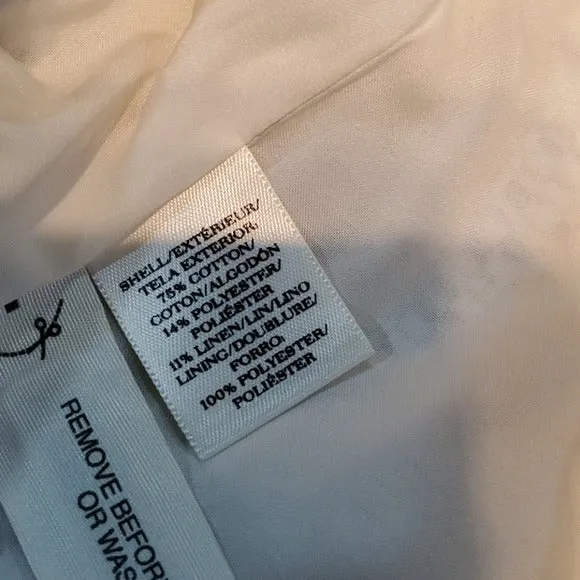 SHELL/EXTÉRIEUR/
TELA EXTERIOR:
75% COTTON/
COTON/ALGODÓN
14% POLYESTER/
POLIÉSTER
11% LINEN/LIN/LINO
LINING/DOUBLURE/
FORRO:
100% POLYESTER/
POLIÉSTER
REMOVE BEFOR
OR WAS